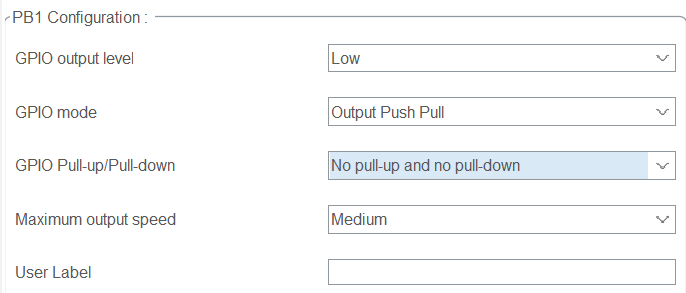 PB1 Configuration :
GPIO output level Low
GPIO mode Output Push Pull
GPIO Pull-up/Pull-down No pull-up and no pull-down
Maximum output speed Medium
User Label